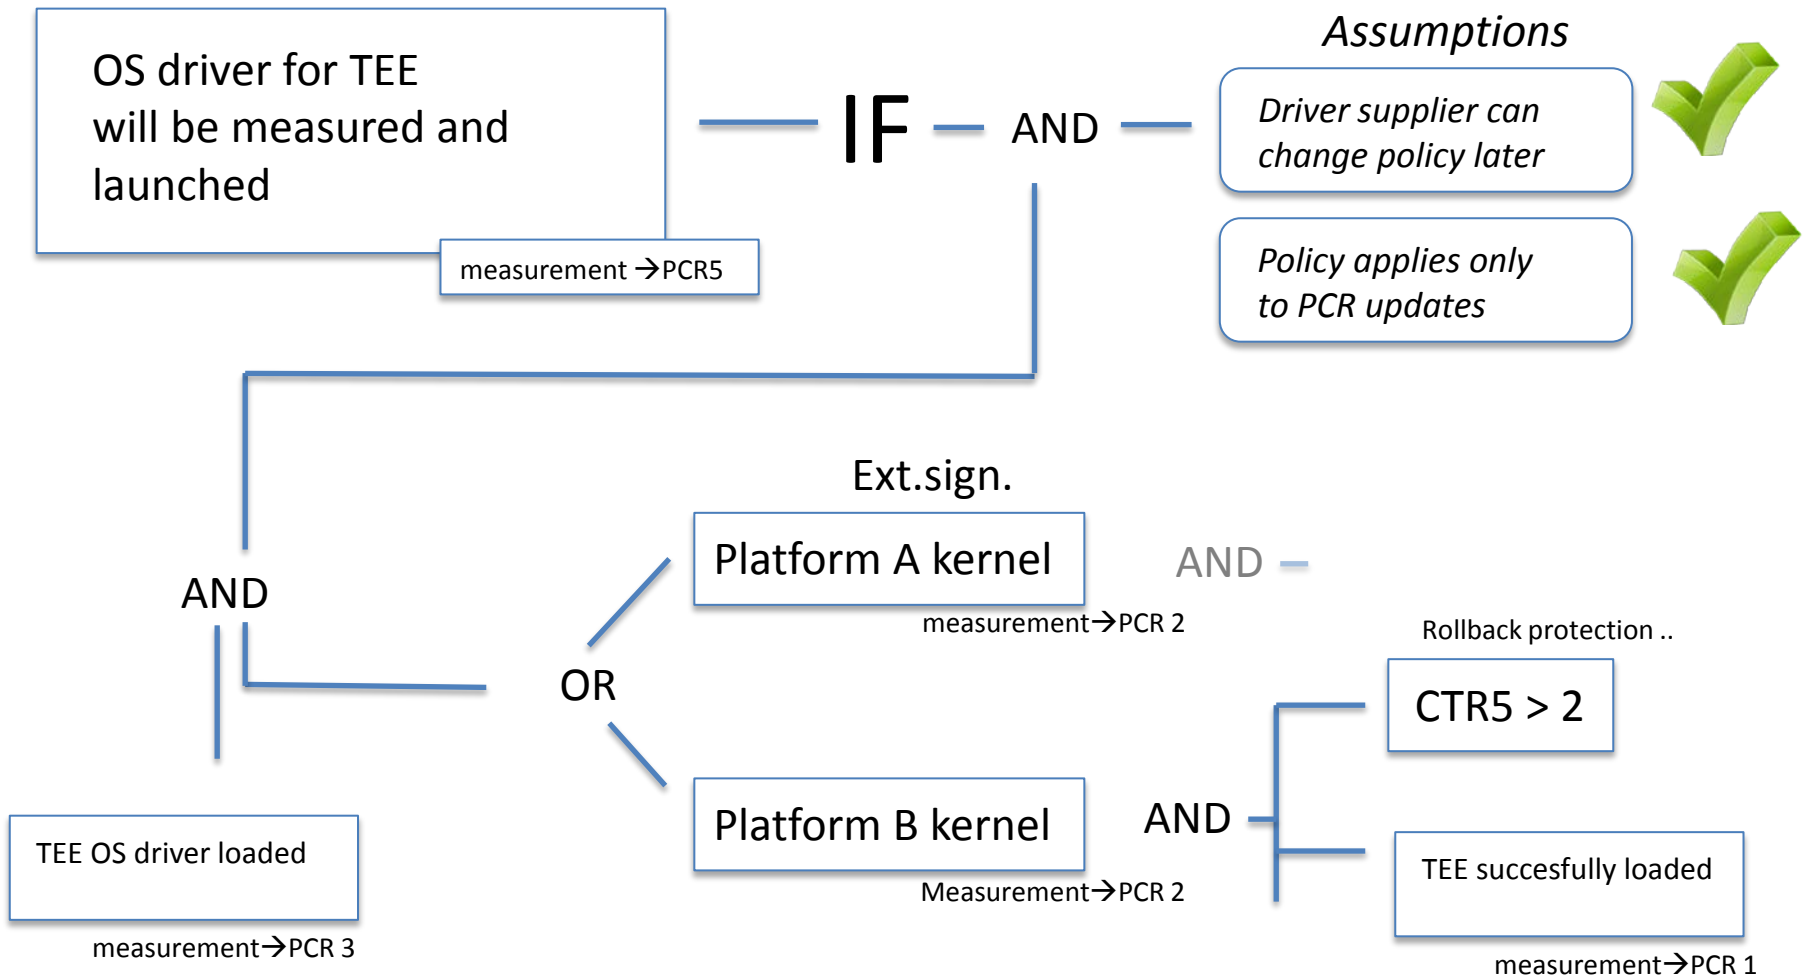 Assumptions
OS driver for TEE
will be measured and
launched
measurement →PCR5
IF
AND
Driver supplier can
change policy later
Policy applies only
to PCR updates
Ext.sign.
Platform A kernel
measurement→PCR 2
AND
AND
OR
Rollback protection ..
CTR5 > 2
Platform B kernel
Measurement→PCR 2
AND
TEE succesfully loaded
measurement→PCR 1
TEE OS driver loaded
measurement→PCR 3